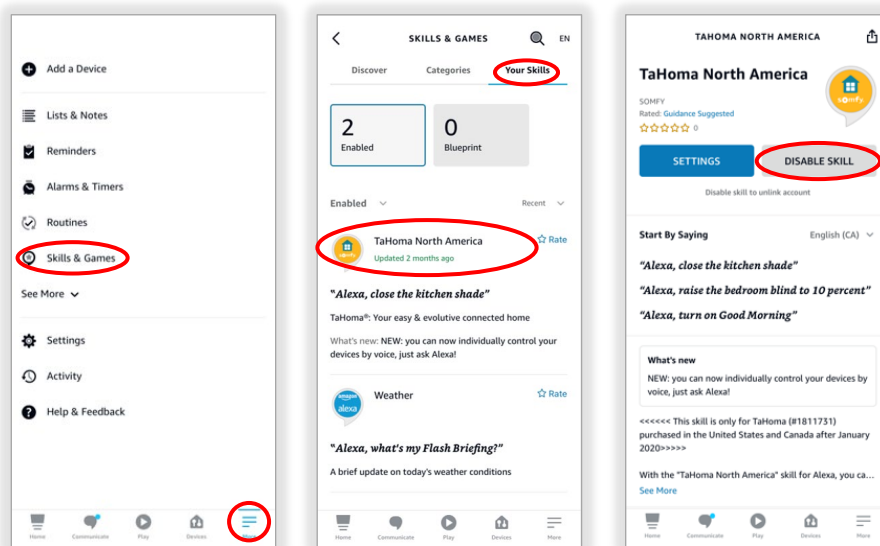 Add a Device
Lists & Notes
Reminders
Alarms & Timers
Routines
Skills & Games
See More
Settings
Activity
Help & Feedback
Home Communicate Play Devices More
SKILLS & GAMES EN
Discover Categories Your Skills
2
Enabled
0
Blueprint
Enabled Recent
somfy
TaHoma North America Rate
Updated 2 months ago
"Alexa, close the kitchen shade"
TaHoma®: Your easy & evolutive connected home
What's new: NEW: you can now individually control your
devices by voice, just ask Alexa!
amazon
alexa
Weather Rate
"Alexa, what's my Flash Briefing?"
A brief update on today's weather conditions
Home Communicate Play Devices More
TAHOMA NORTH AMERICA
TaHoma North America
somfy
SOMFY
Rated: Guidance Suggested
0
SETTINGS DISABLE SKILL
Disable skill to unlink account
Start By Saying English (CA)
"Alexa, close the kitchen shade"
"Alexa, raise the bedroom blind to 10 percent"
"Alexa, turn on Good Morning"
What's new
NEW: you can now individually control your devices by
voice, just ask Alexa!
<<<<<< This skill is only for TaHoma (#1811731)
purchased in the United States and Canada after January
2020>>>>>
With the "TaHoma North America" skill for Alexa, you ca...
See More
Home Communicate Play Devices More